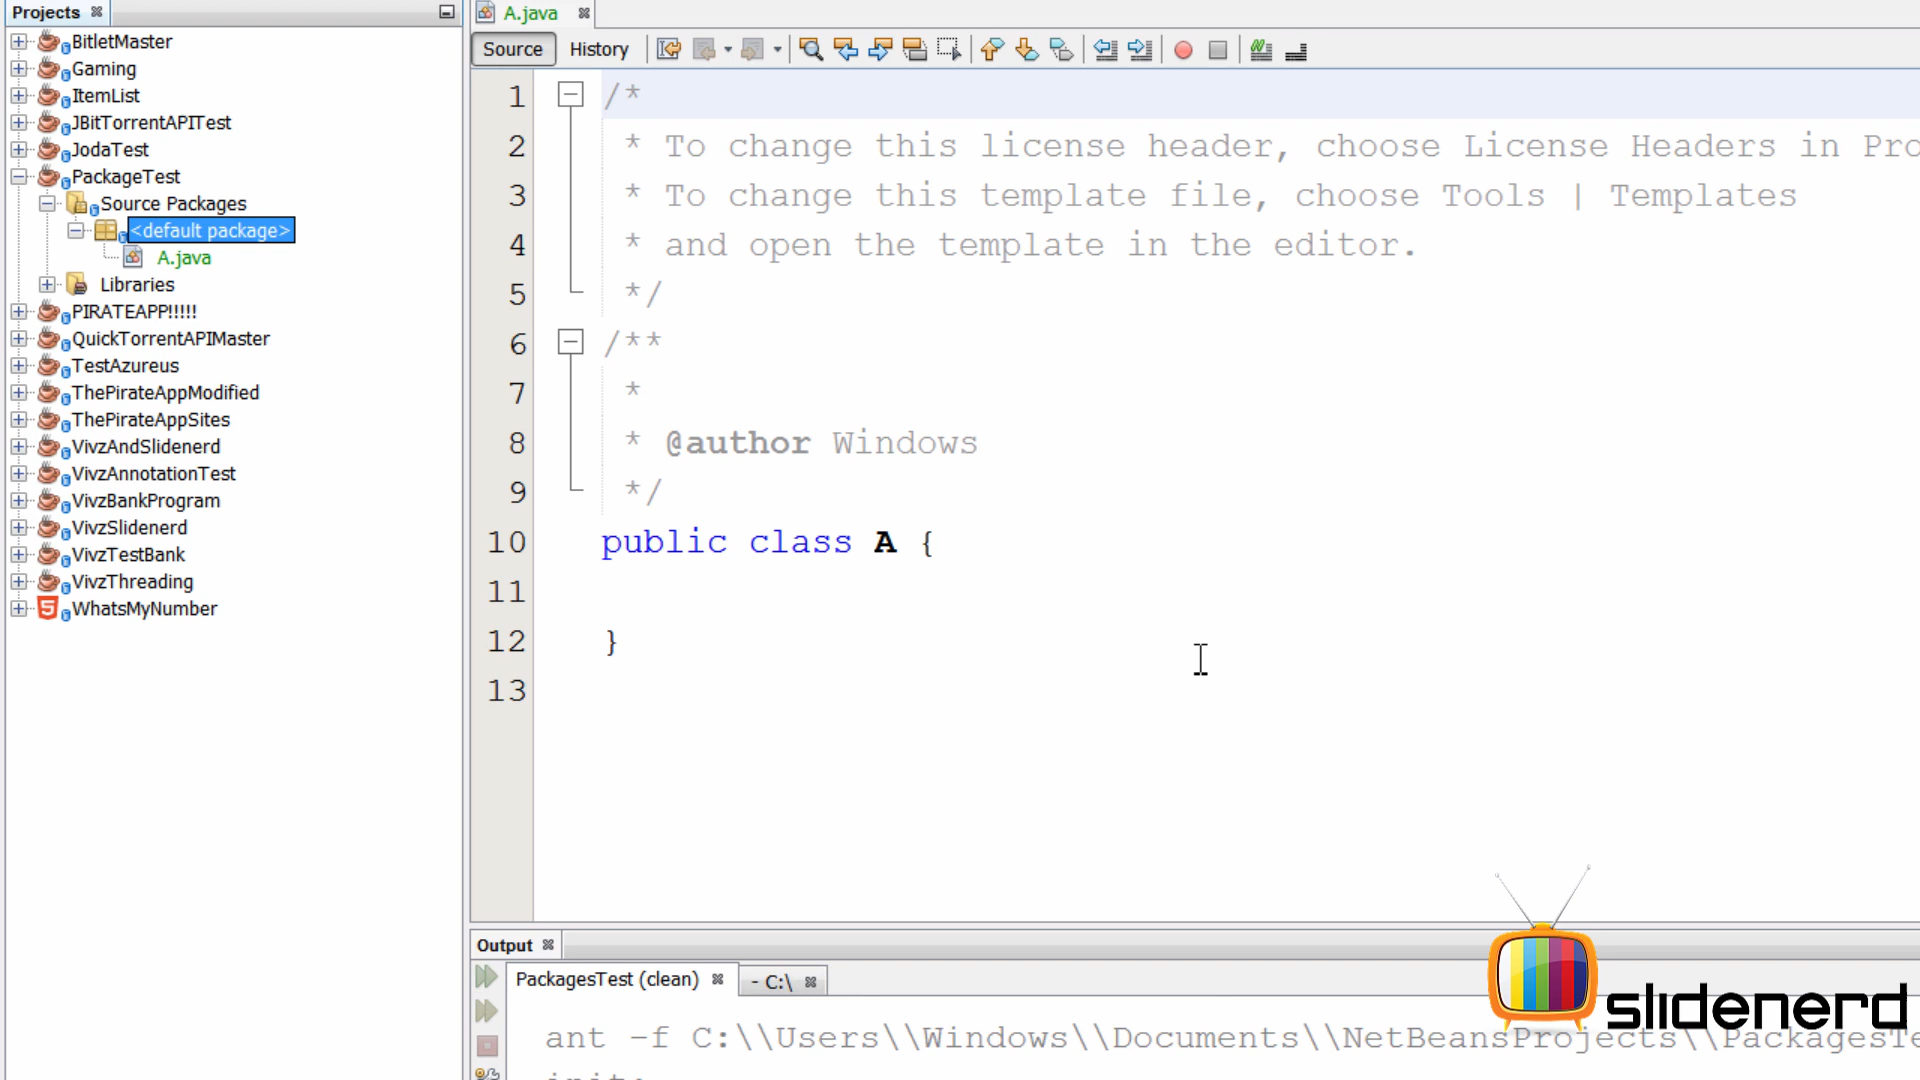 Projects
BitletMaster
Gaming
ItemList
JBitTorrentAPITest
JodaTest
PackageTest
Source Packages
<default package>
A.java
Libraries
PIRATEAPP!!!!!
QuickTorrentAPIMaster
TestAzureus
ThePirateAppModified
ThePirateAppSites
VivzAndSlidenerd
VivzAnnotationTest
VivzBankProgram
VivzSlidenerd
VivzTestBank
VivzThreading
WhatsMyNumber
A.java
Source History
1 /*
2 * To change this license header, choose License Headers in Pro
3 * To change this template file, choose Tools | Templates
4 * and open the template in the editor.
5 */
6 /**
7 *
8 * @author Windows
9 */
10 public class A {
11
12 }
13
Output
PackagesTest (clean) - C:\
ant -f C:\\Users\\Windows\\Documents\\NetBeansProjects\\PackagesTe
slidenerd